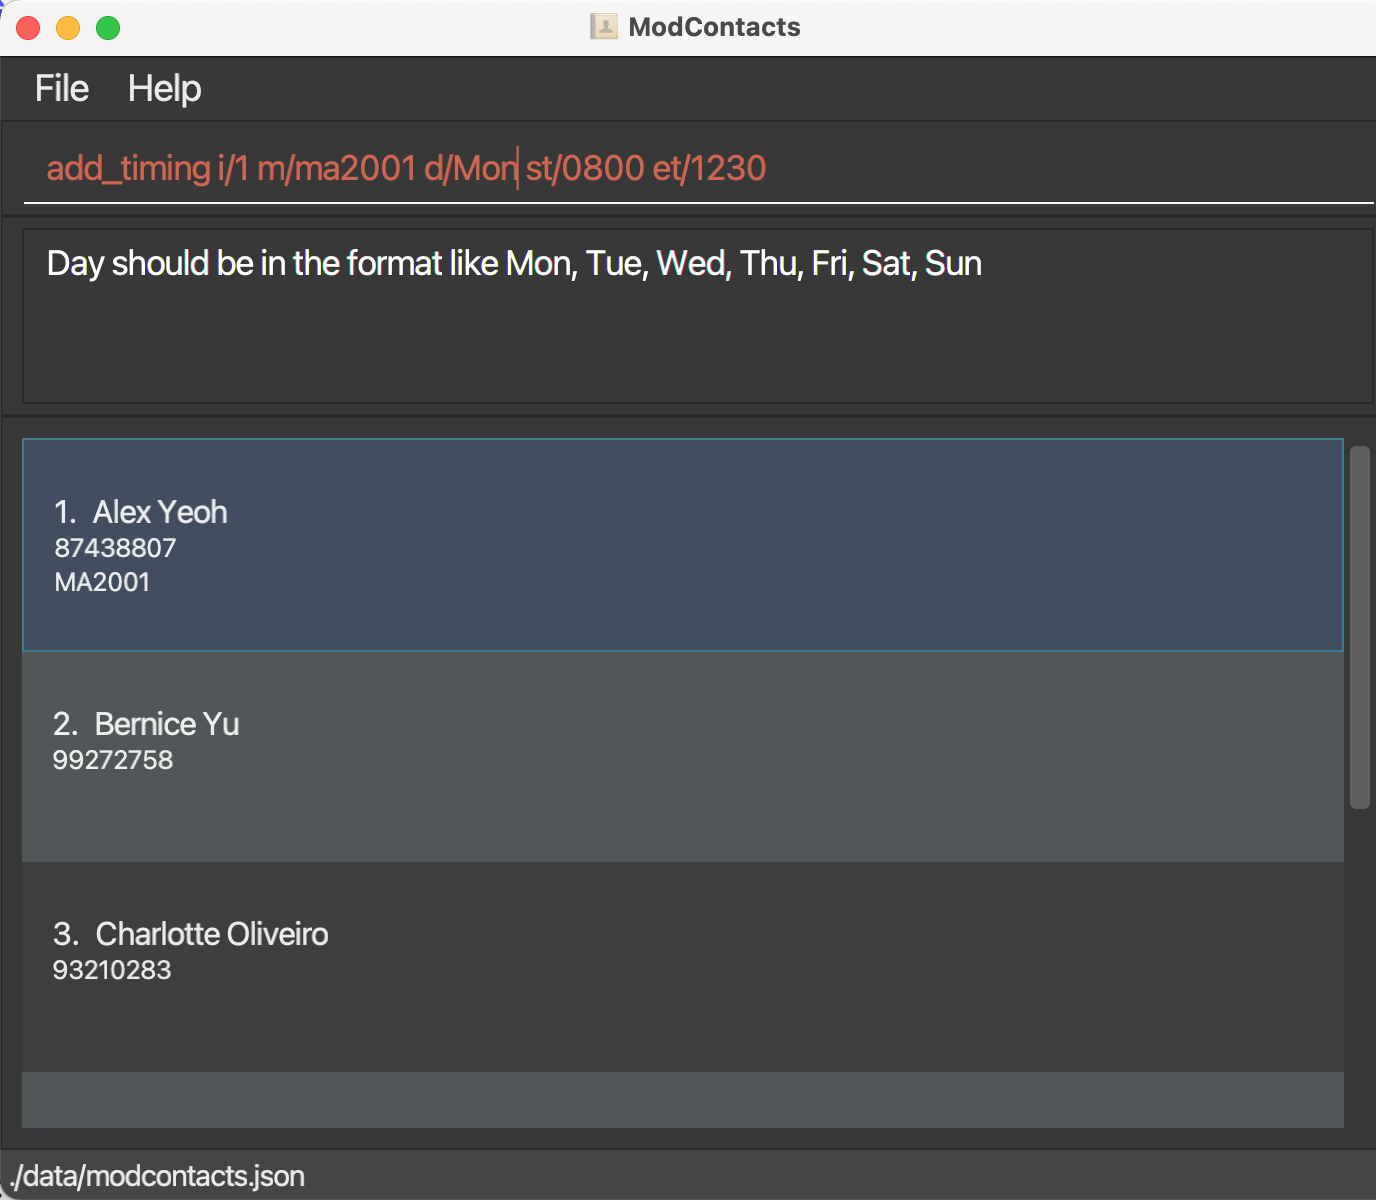 ModContacts
File Help
add_timing i/1 m/ma2001 d/Mon st/0800 et/1230
Day should be in the format like Mon, Tue, Wed, Thu, Fri, Sat, Sun
1. Alex Yeoh
87438807
MA2001
2. Bernice Yu
99272758
3. Charlotte Oliveiro
93210283
./data/modcontacts.json